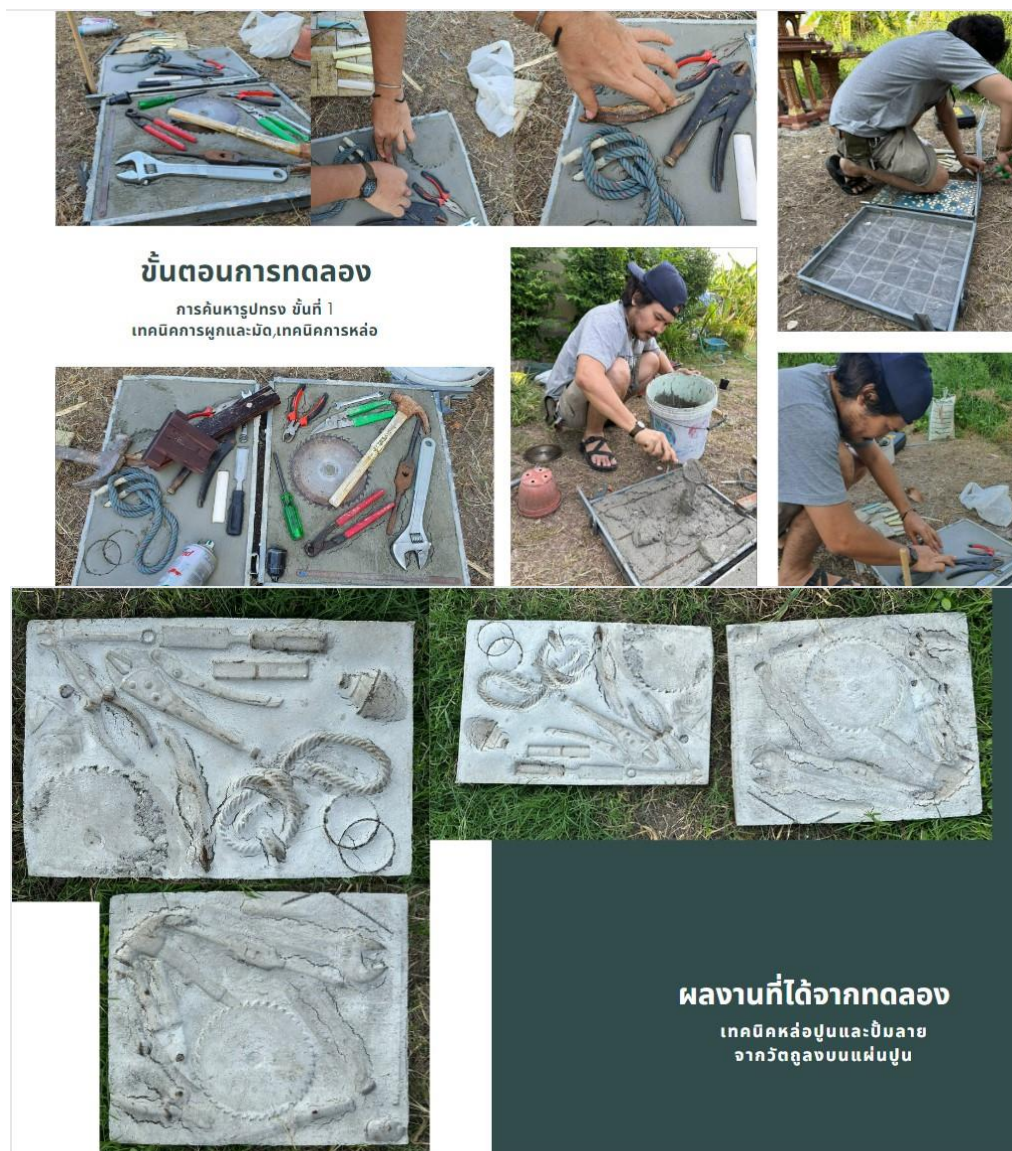 ขั้นตอนการทดลอง
การค้นหารูปทรง ขั้นที่ 1
เทคนิคการผูกและมัด,เทคนิคการหล่อ
ผลงานที่ได้จากทดลอง
เทคนิคหล่อปูนและปั้มลาย
จากวัตถูลงบนแผ่นปูน